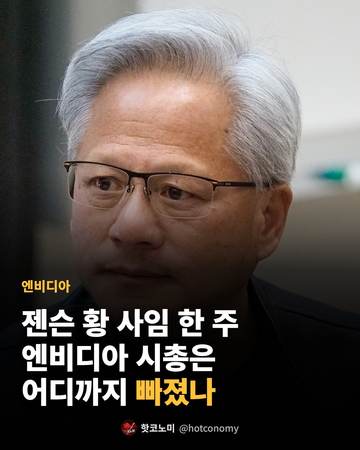 엔비디아
젠슨 황 사임 한 주
엔비디아 시총은
어디까지 빠졌나
핫코노미 @hotconomy